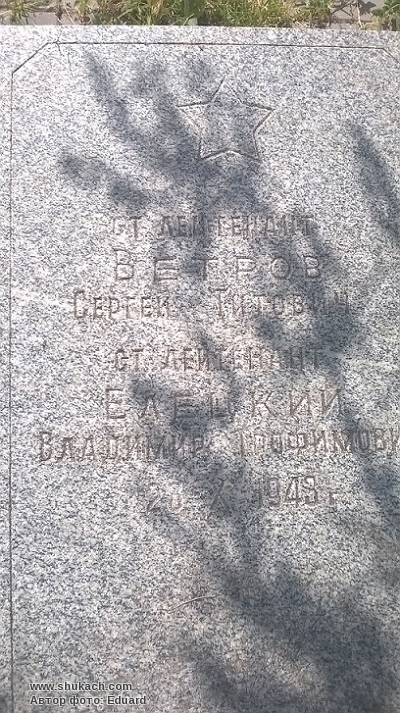 СТ ЛЕЙТЕНАНТ
ВЕТРОВ
СЕРГЕЙ ТИТОВИЧ
СТ ЛЕЙТЕНАНТ
ЕЛЕЦКИЙ
ВЛАДИМИР ТРОФИМОВИ
X 1943 г
www.shukach.com
Автор фото: Eduard